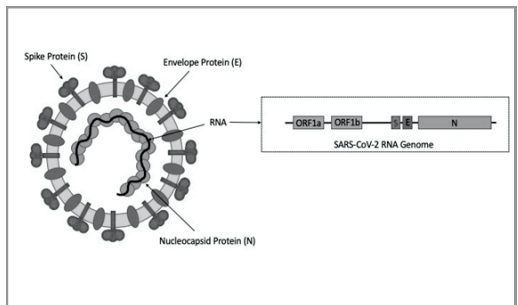 Spike Protein (S)
Envelope Protein (E)
RNA
ORF1a ORF1b S E N
SARS-CoV-2 RNA Genome
Nucleocapsid Protein (N)